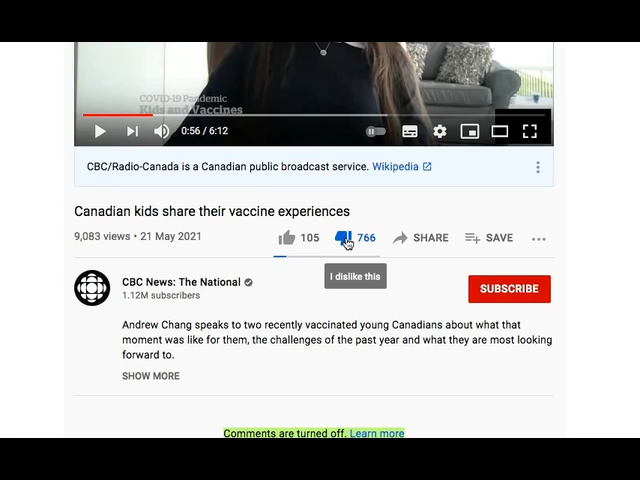 COVID-19 Pandemic
Kids and Vaccines
0:56 / 6:12
CBC/Radio-Canada is a Canadian public broadcast service. Wikipedia
Canadian kids share their vaccine experiences
9,083 views • 21 May 2021 105 766 SHARE SAVE
I dislike this
CBC News: The National
1.12M subscribers
SUBSCRIBE
Andrew Chang speaks to two recently vaccinated young Canadians about what that
moment was like for them, the challenges of the past year and what they are most looking
forward to.
SHOW MORE
Comments are turned off. Learn more